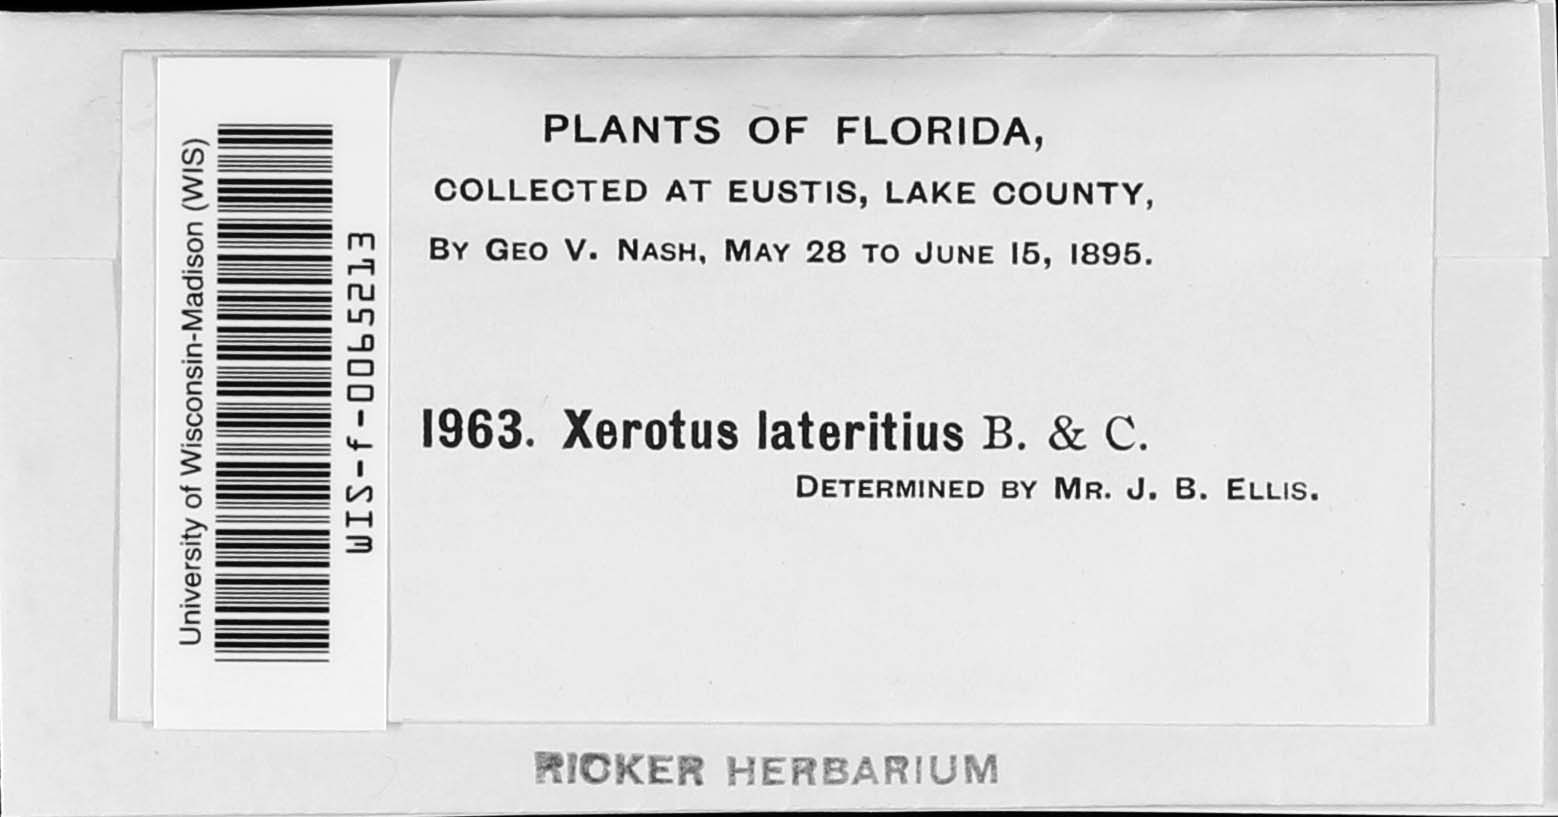 PLANTS OF FLORIDA,
COLLECTED AT EUSTIS, LAKE COUNTY,
BY GEO V. NASH, MAY 28 TO JUNE 15, 1895.
1963. Xerotus lateritius B. & C.
DETERMINED BY MR. J. B. ELLIS.
University of Wisconsin-Madison (WIS)
WIS-f-0065213
RICKER HERBARIUM